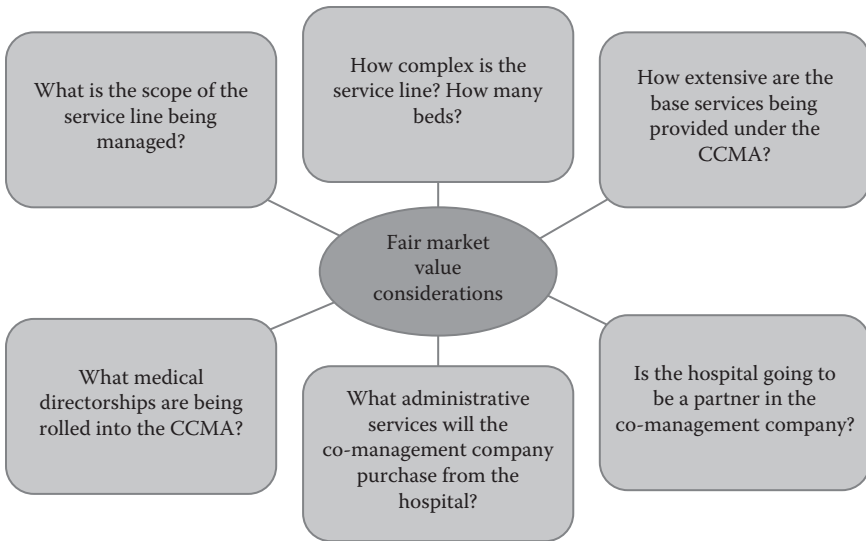 What is the scope of the
service line being
managed?
How complex is the
service line? How many
beds?
How extensive are the
base services being
provided under the
CCMA?
Fair market
value
considerations
What medical
directorships are being
rolled into the CCMA?
What administrative
services will the
co-management company
purchase from the
hospital?
Is the hospital going to
be a partner in the
co-management company?